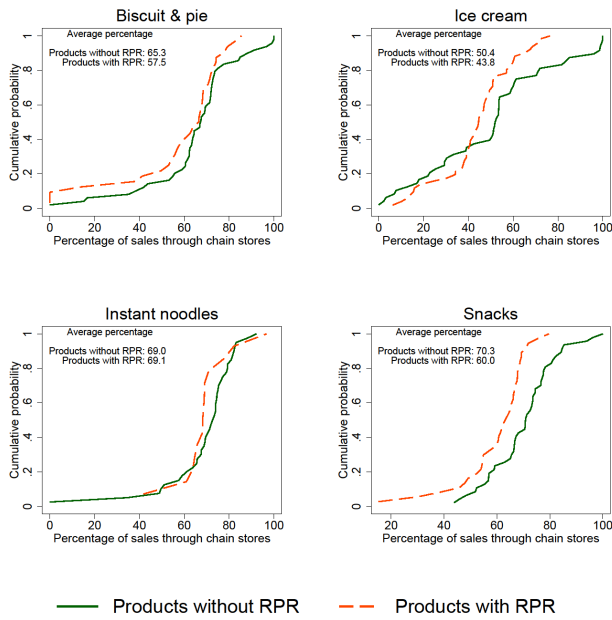 Biscuit & pie
Average percentage
Products without RPR: 65.3
Products with RPR: 57.5
Cumulative probability
0 .2 .4 .6 .8 1
0 20 40 60 80 100
Percentage of sales through chain stores
Ice cream
Average percentage
Products without RPR: 50.4
Products with RPR: 43.8
Cumulative probability
0 .2 .4 .6 .8 1
0 20 40 60 80 100
Percentage of sales through chain stores
Instant noodles
Average percentage
Products without RPR: 69.0
Products with RPR: 69.1
Cumulative probability
0 .2 .4 .6 .8 1
0 20 40 60 80 100
Percentage of sales through chain stores
Snacks
Average percentage
Products without RPR: 70.3
Products with RPR: 60.0
Cumulative probability
0 .2 .4 .6 .8 1
20 40 60 80 100
Percentage of sales through chain stores
Products without RPR
Products with RPR